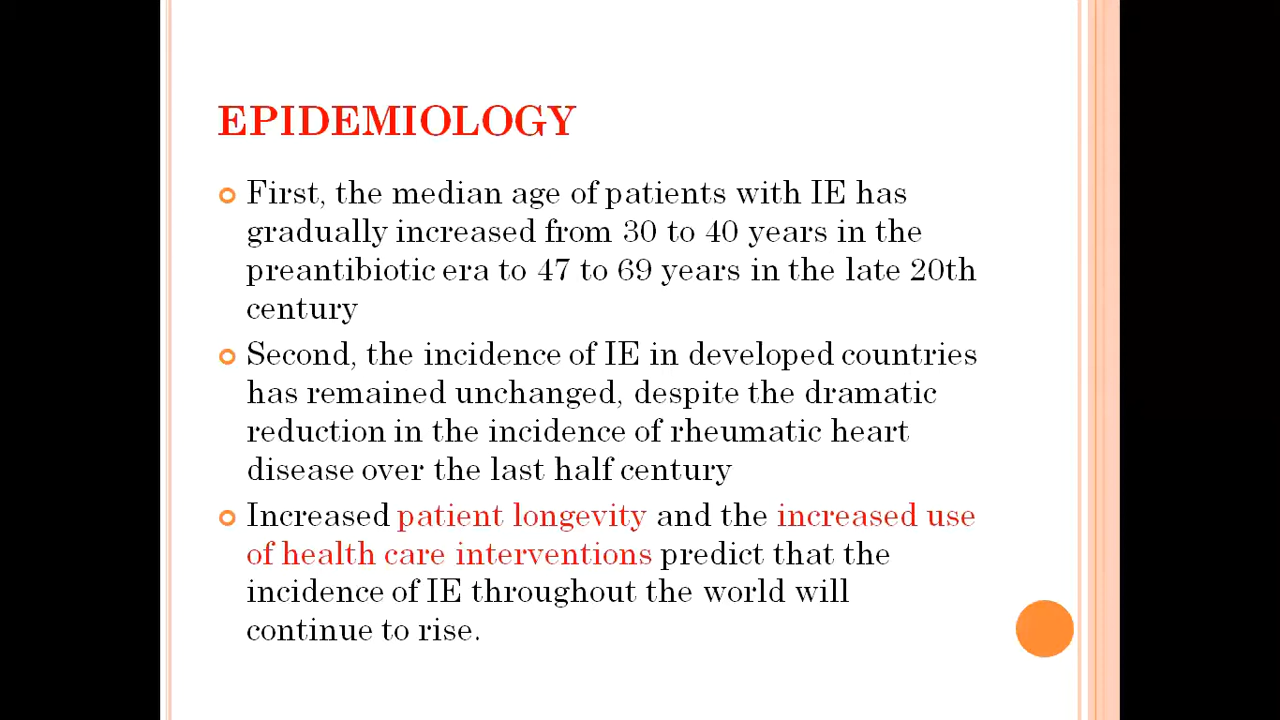 EPIDEMIOLOGY
First, the median age of patients with IE has
gradually increased from 30 to 40 years in the
preantibiotic era to 47 to 69 years in the late 20th
century
Second, the incidence of IE in developed countries
has remained unchanged, despite the dramatic
reduction in the incidence of rheumatic heart
disease over the last half century
Increased patient longevity and the increased use
of health care interventions predict that the
incidence of IE throughout the world will
continue to rise.